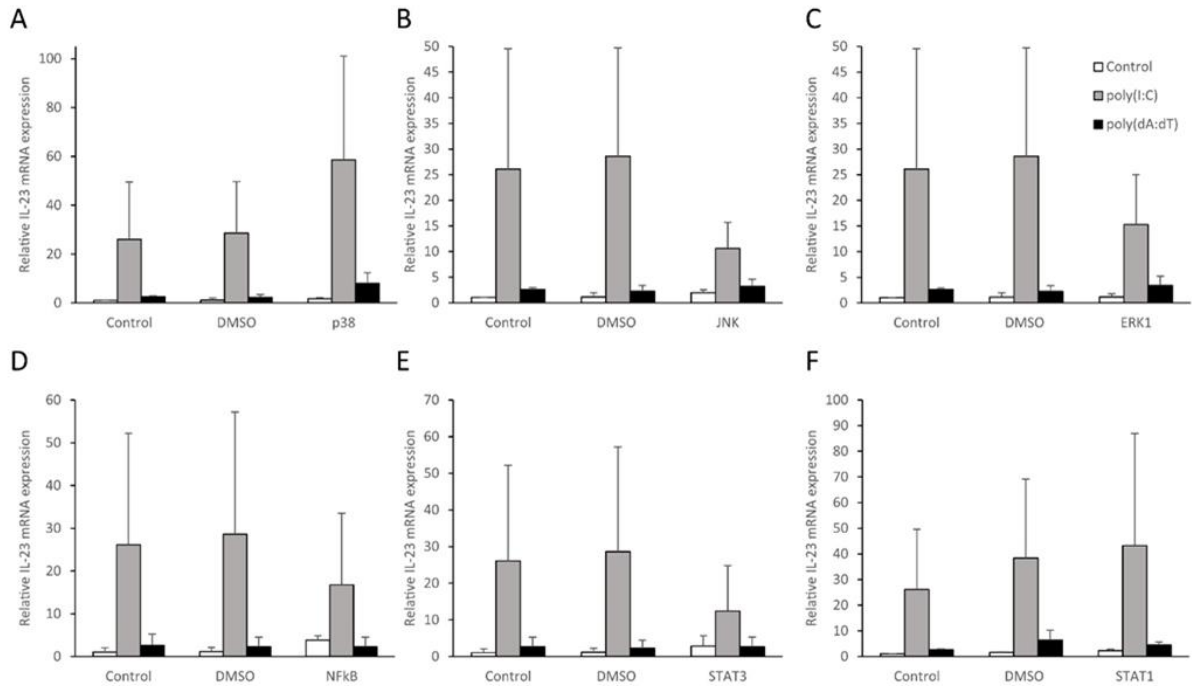 A
Relative IL-23 mRNA expression
100
80
60
40
20
0
Control DMSO p38
B
Relative IL-23 mRNA expression
50
45
40
35
30
25
20
15
10
5
0
Control DMSO JNK
C
Relative IL-23 mRNA expression
50
45
40
35
30
25
20
15
10
5
0
Control DMSO ERK1
Control
poly(I:C)
poly(dA:dT)
D
Relative IL-23 mRNA expression
60
50
40
30
20
10
0
Control DMSO NFkB
E
Relative IL-23 mRNA expression
70
60
50
40
30
20
10
0
Control DMSO STAT3
F
Relative IL-23 mRNA expression
100
90
80
70
60
50
40
30
20
10
0
Control DMSO STAT1